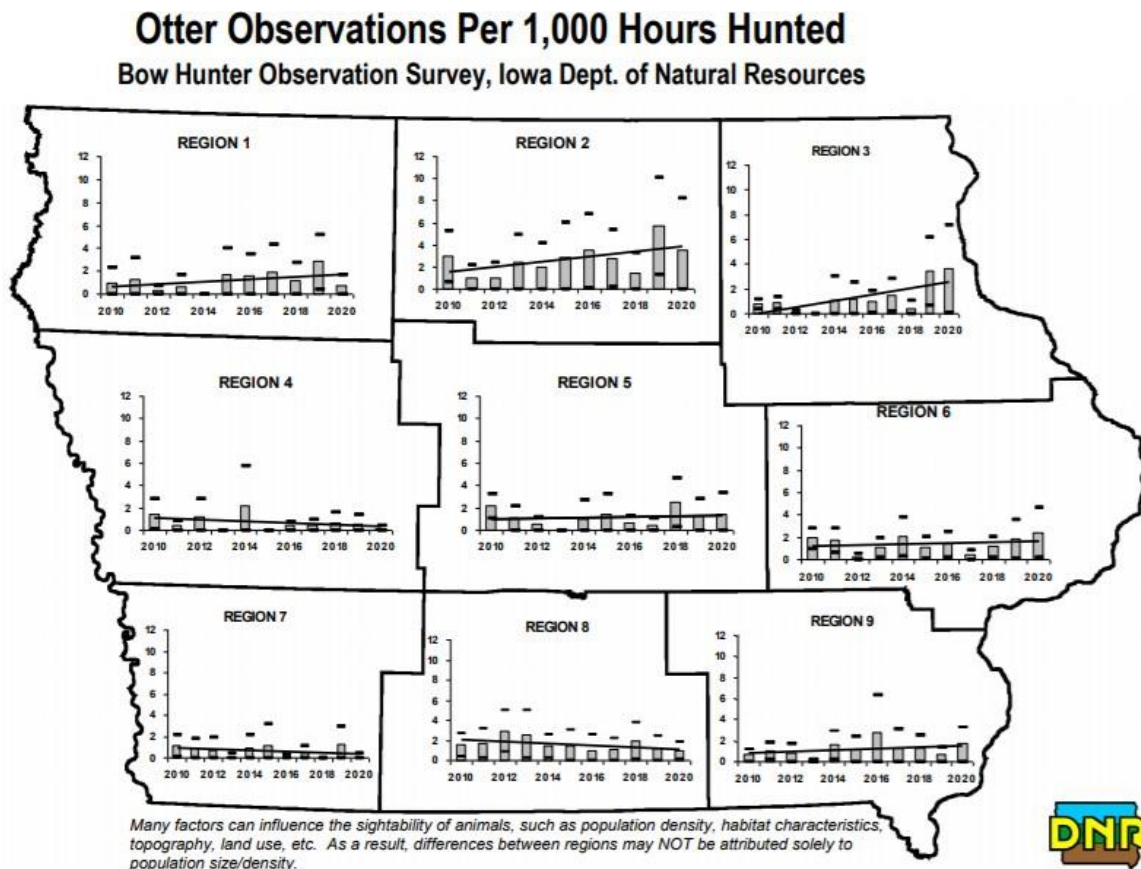 Otter Observations Per 1,000 Hours Hunted
Bow Hunter Observation Survey, Iowa Dept. of Natural Resources
REGION 1
12
10
8
6
4
2
0
2010 2012 2014 2016 2018 2020
REGION 2
12
10
8
6
4
2
0
2010 2012 2014 2016 2018 2020
REGION 3
12
10
8
6
4
2
0
2010 2012 2014 2016 2018 2020
REGION 4
12
10
8
6
4
2
0
2010 2012 2014 2016 2018 2020
REGION 5
12
10
8
6
4
2
0
2010 2012 2014 2016 2018 2020
REGION 6
12
10
8
6
4
2
0
2010 2012 2014 2016 2018 2020
REGION 7
12
10
8
6
4
2
0
2010 2012 2014 2016 2018 2020
REGION 8
12
10
8
6
4
2
0
2010 2012 2014 2016 2018 2020
REGION 9
12
10
8
6
4
2
0
2010 2012 2014 2016 2018 2020
Many factors can influence the sightability of animals, such as population density, habitat characteristics,
topography, land use, etc. As a result, differences between regions may NOT be attributed solely to
population size/density.
DNR